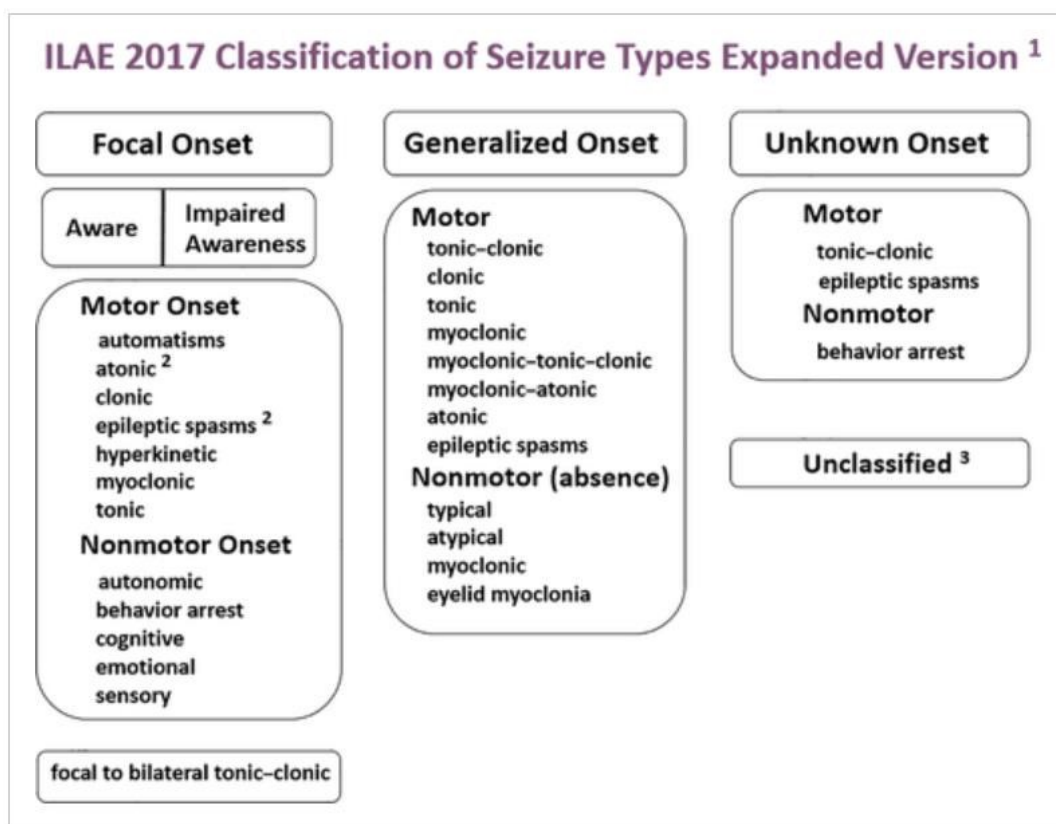 ILAE 2017 Classification of Seizure Types Expanded Version ¹
Focal Onset
Aware
Impaired
Awareness
Motor Onset
automatisms
atonic ²
clonic
epileptic spasms ²
hyperkinetic
myoclonic
tonic
Nonmotor Onset
autonomic
behavior arrest
cognitive
emotional
sensory
focal to bilateral tonic–clonic
Generalized Onset
Motor
tonic–clonic
clonic
tonic
myoclonic
myoclonic–tonic–clonic
myoclonic–atonic
atonic
epileptic spasms
Nonmotor (absence)
typical
atypical
myoclonic
eyelid myoclonia
Unknown Onset
Motor
tonic–clonic
epileptic spasms
Nonmotor
behavior arrest
Unclassified ³